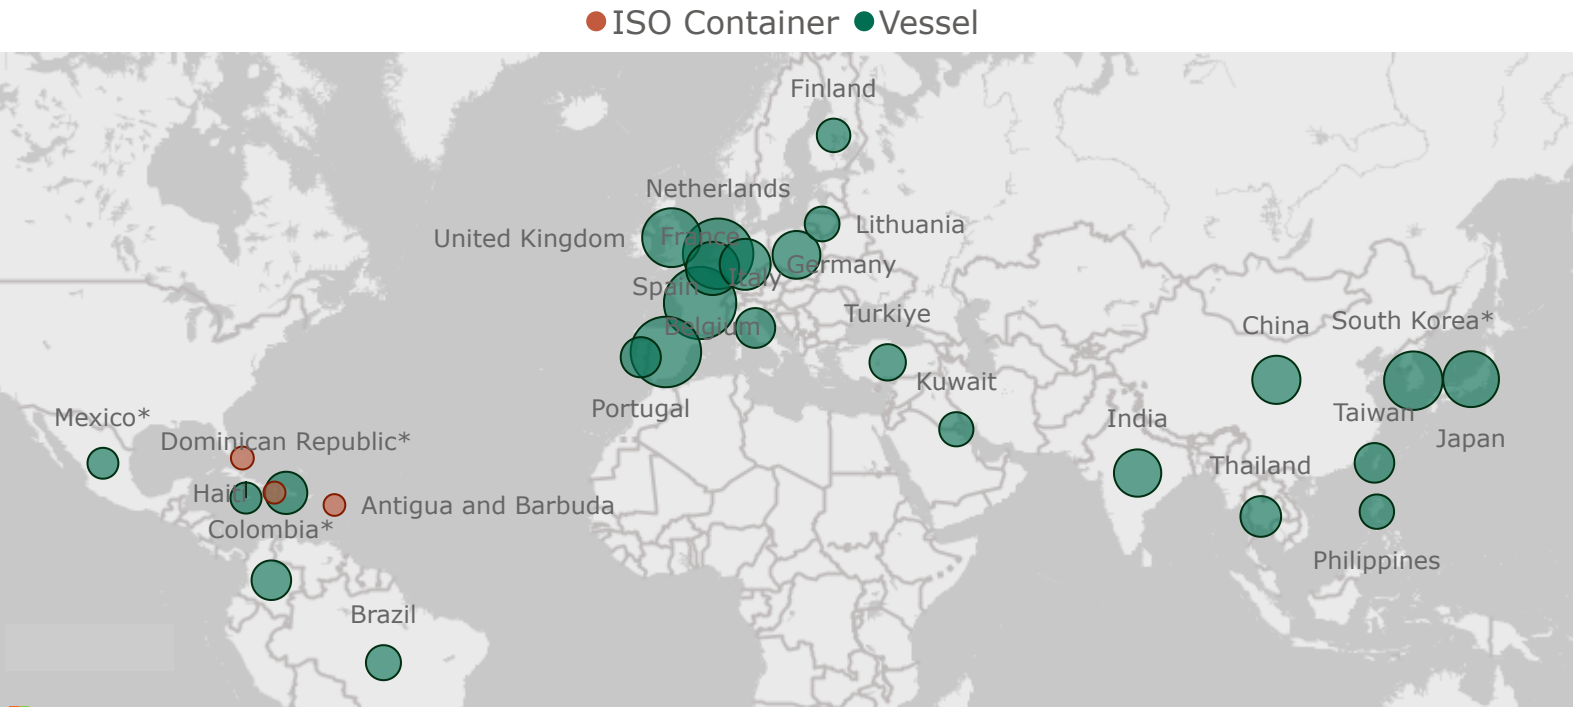 ISO Container Vessel
Finland
Netherlands
United Kingdom
France
Lithuania
Germany
Italy
Spain
Turkiye
Belgium
China
South Korea*
Kuwait
Portugal
Mexico*
India
Taiwan
Japan
Dominican Republic*
Thailand
Haiti
Antigua and Barbuda
Colombia*
Philippines
Brazil